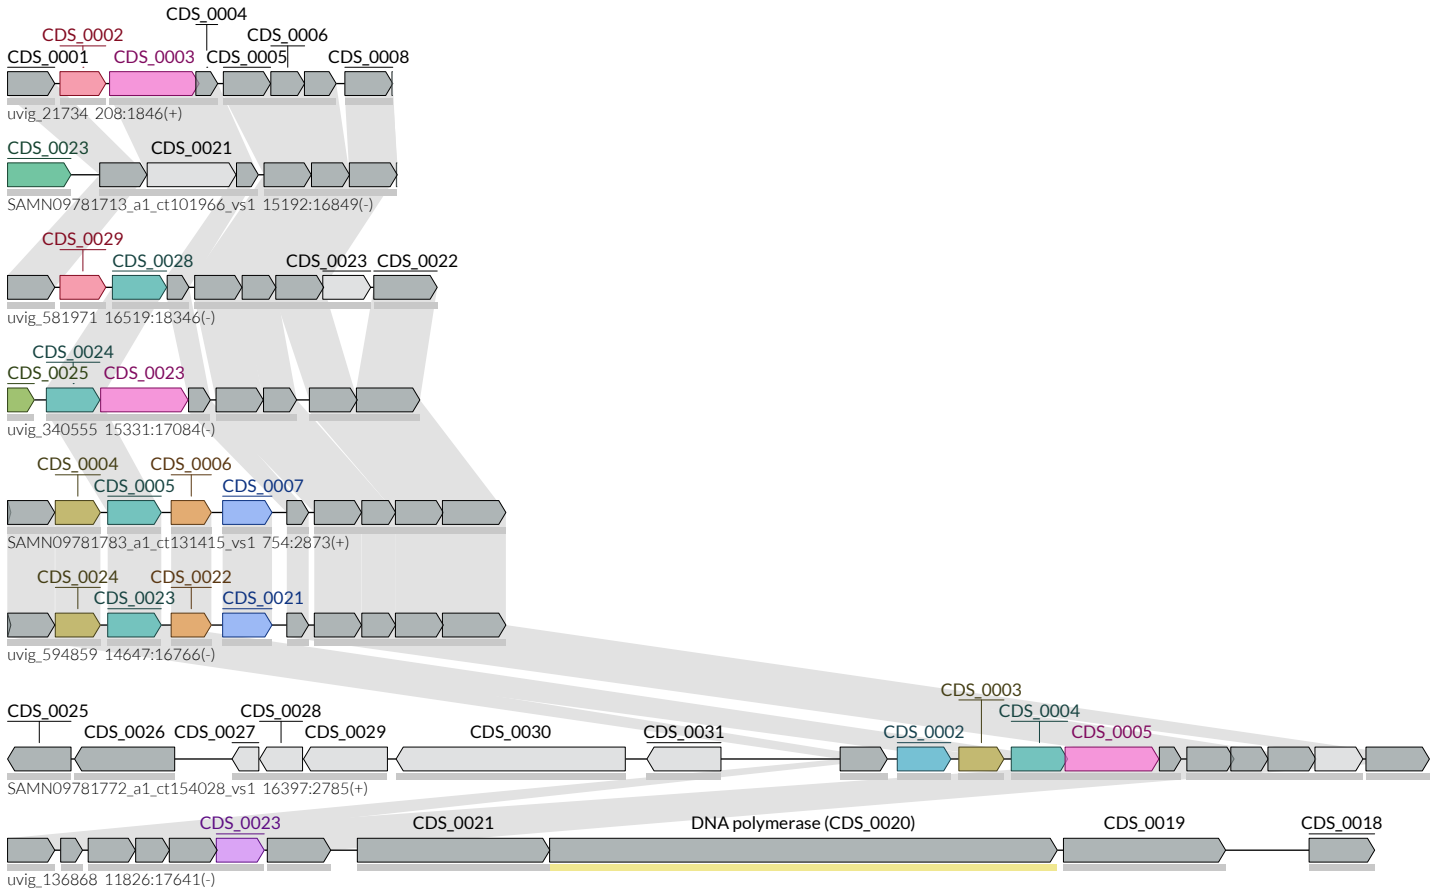 CDS_0004
CDS_0002 CDS_0006
CDS_0001 CDS_0003 CDS_0005 CDS_0008
uvig_21734 208:1846(+)
CDS_0023 CDS_0021
SAMN09781713_a1_ct101966_vs1 15192:16849(-)
CDS_0029
CDS_0028 CDS_0023 CDS_0022
uvig_581971 16519:18346(-)
CDS_0024
CDS_0025 CDS_0023
uvig_340555 15331:17084(-)
CDS_0004 CDS_0006
CDS_0005 CDS_0007
SAMN09781783_a1_ct131415_vs1 754:2873(+)
CDS_0024 CDS_0022
CDS_0023 CDS_0021
uvig_594859 14647:16766(-)
CDS_0003
CDS_0025 CDS_0028 CDS_0004
CDS_0026 CDS_0027 CDS_0029 CDS_0030 CDS_0031 CDS_0002 CDS_0005
SAMN09781772_a1_ct154028_vs1 16397:2785(+)
CDS_0023 CDS_0021 DNA polymerase (CDS_0020) CDS_0019 CDS_0018
uvig_136868 11826:17641(-)